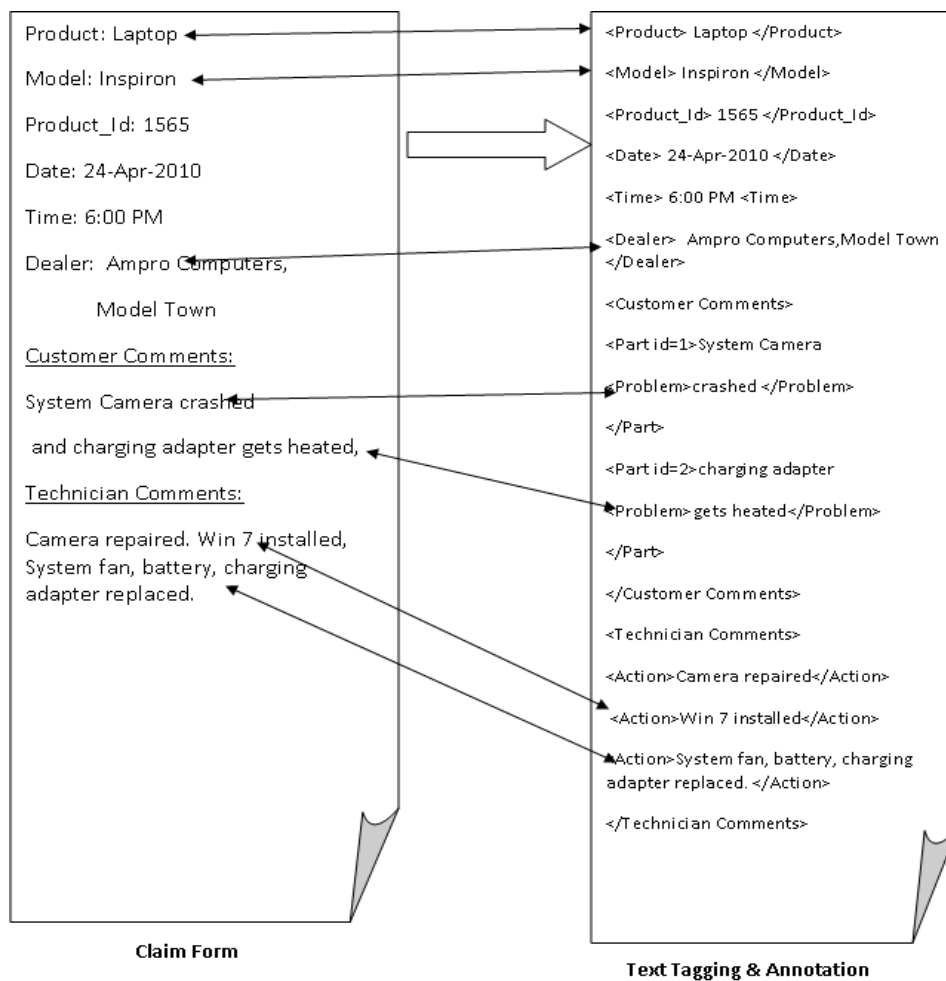 Product: Laptop
Model: Inspiron
Product_Id: 1565
Date: 24-Apr-2010
Time: 6:00 PM
Dealer: Ampro Computers,
Model Town
Customer Comments:
System Camera crashed
and charging adapter gets heated,
Technician Comments:
Camera repaired. Win 7 installed,
System fan, battery, charging
adapter replaced.
Claim Form
<Product> Laptop </Product>
<Model> Inspiron </Model>
<Product_Id> 1565 </Product_Id>
<Date> 24-Apr-2010 </Date>
<Time> 6:00 PM <Time>
<Dealer> Ampro Computers,Model Town
</Dealer>
<Customer Comments>
<Part id=1>System Camera
<Problem>crashed </Problem>
</Part>
<Part id=2>charging adapter
<Problem>gets heated</Problem>
</Part>
</Customer Comments>
<Technician Comments>
<Action>Camera repaired</Action>
<Action>Win 7 installed</Action>
<Action>System fan, battery, charging
adapter replaced. </Action>
</Technician Comments>
Text Tagging & Annotation